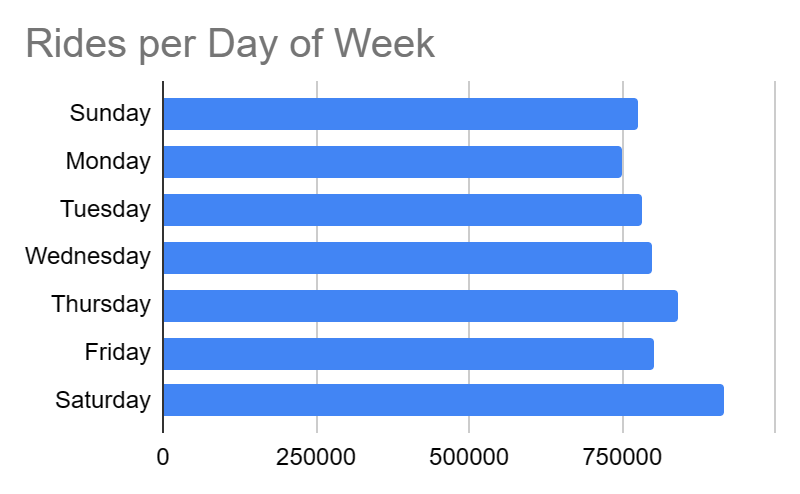 Rides per Day of Week
Sunday
Monday
Tuesday
Wednesday
Thursday
Friday
Saturday
0 250000 500000 750000